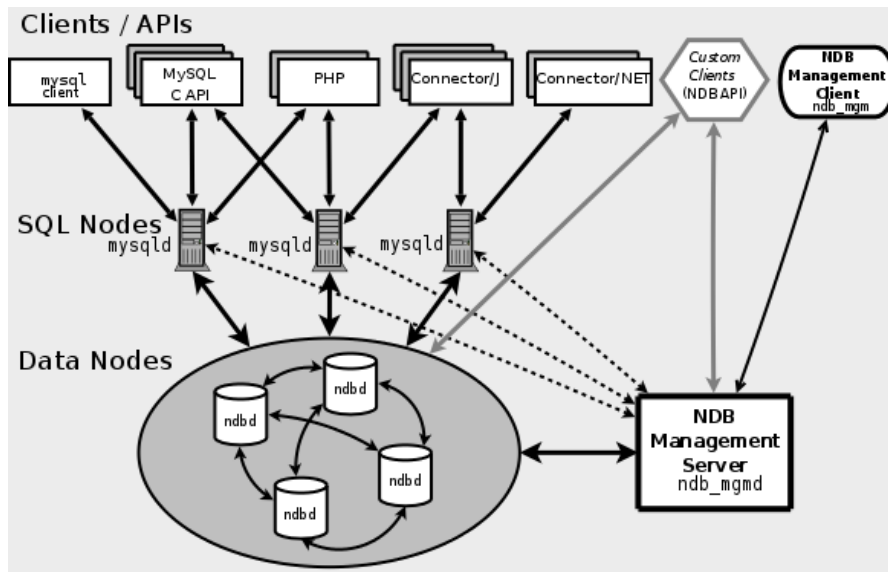 Clients / APIs
mysql
client
MySQL
C API
PHP
Connector/J
Connector/NET
Custom
Clients
(NDBAPI)
NDB
Management
Client
ndb_mgm
SQL Nodes
mysqld
mysqld
mysqld
Data Nodes
ndbd
ndbd
ndbd
ndbd
NDB
Management
Server
ndb_mgmd